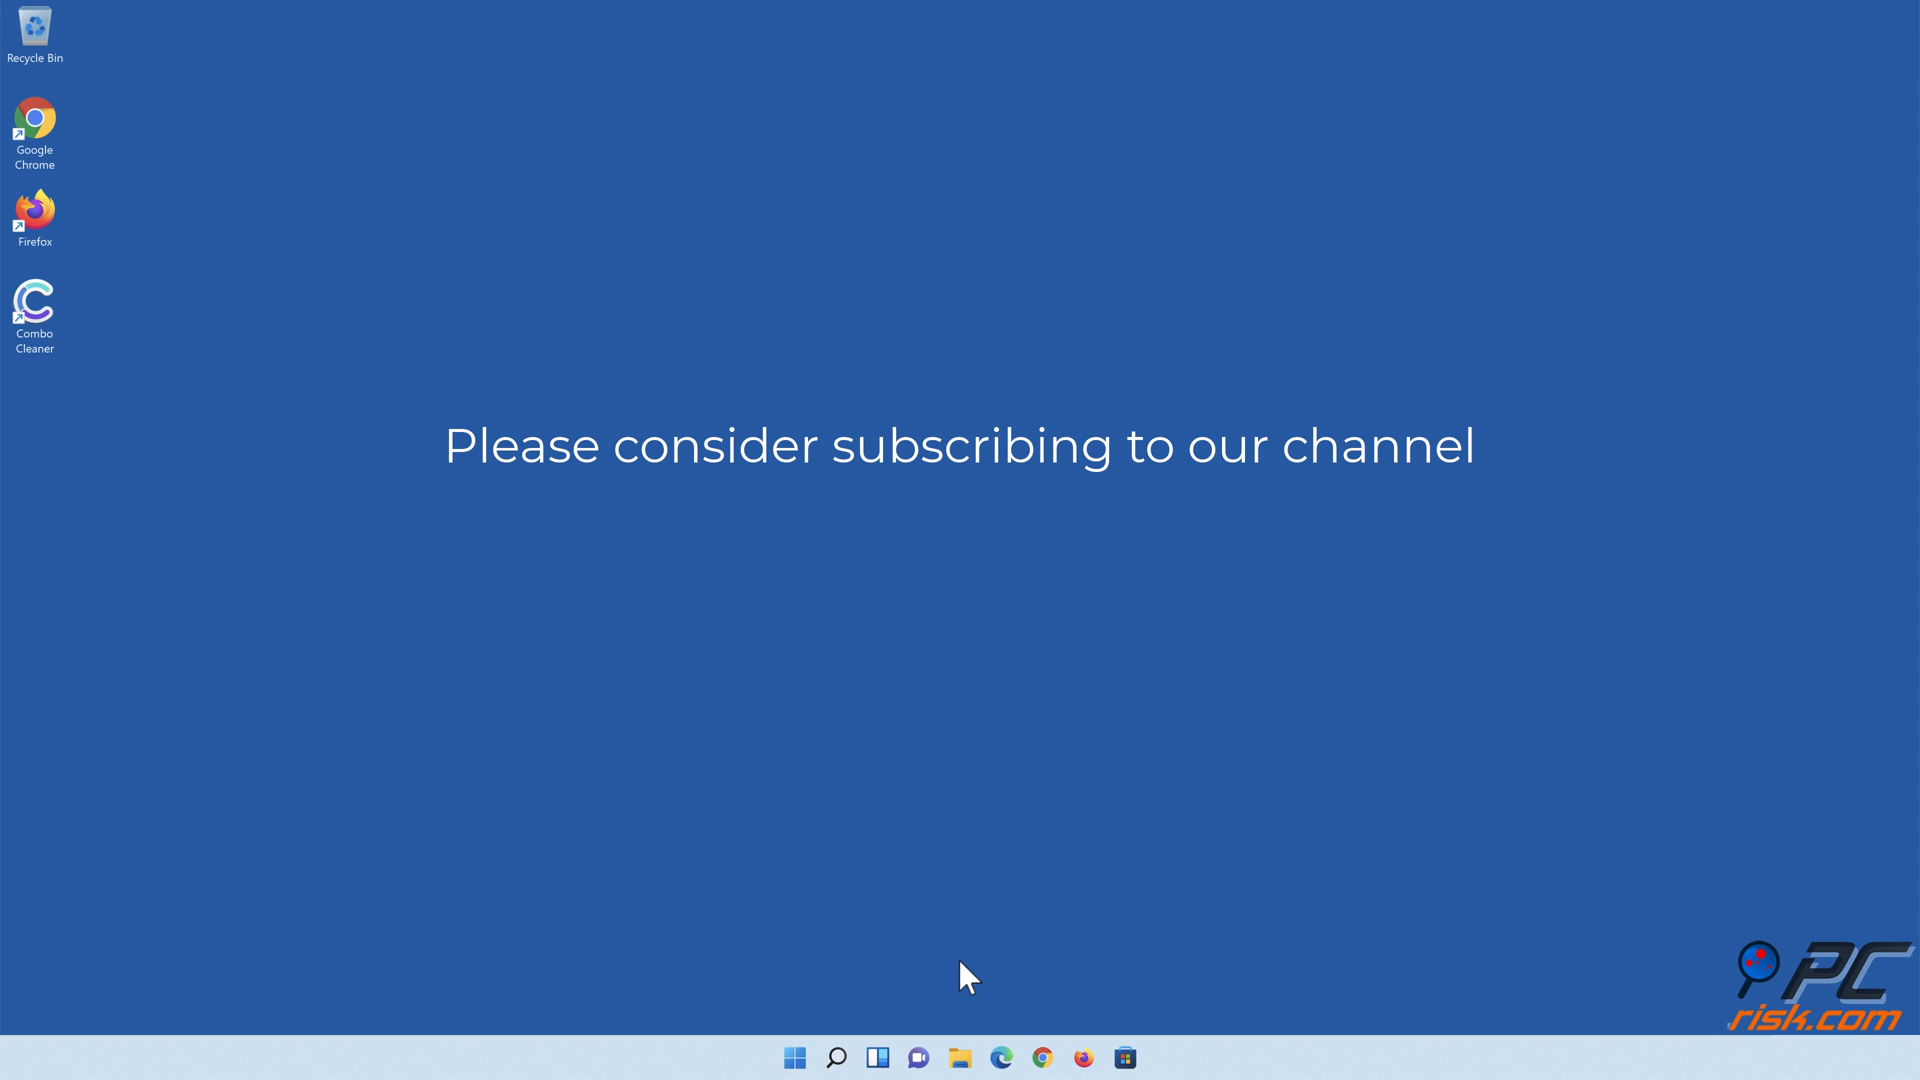 Recycle Bin
Google
Chrome
Firefox
Combo
Cleaner
Please consider subscribing to our channel
PC
risk.com